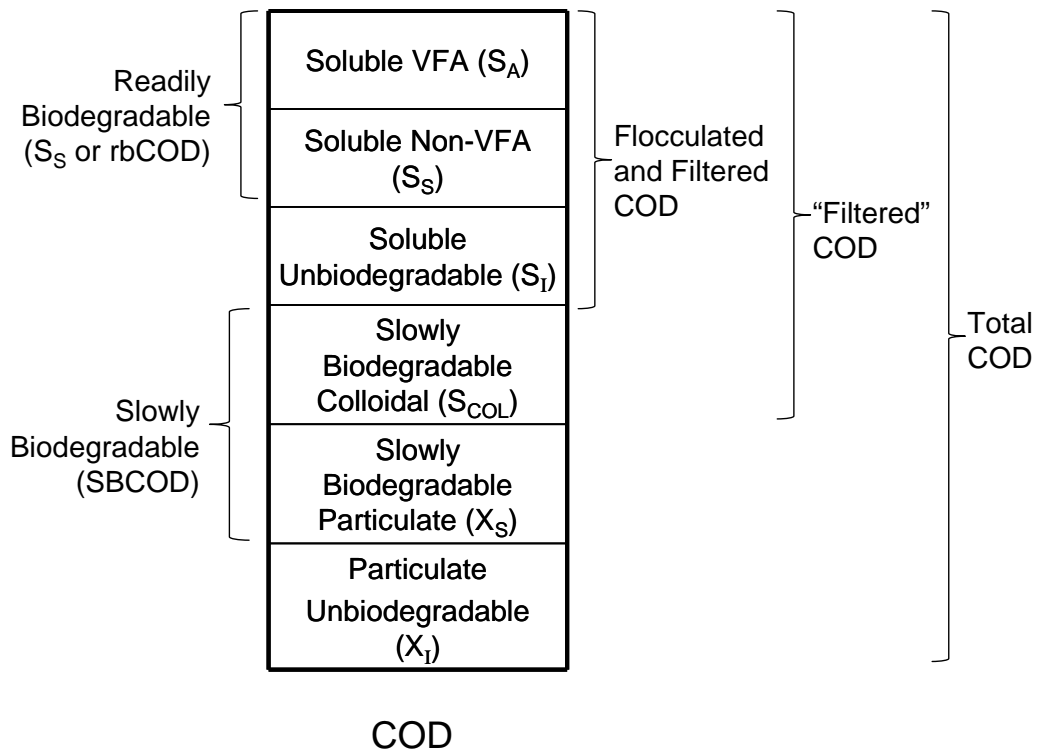 Readily
Biodegradable
(S_S or rbCOD)
Slowly
Biodegradable
(SBCOD)
Soluble VFA (S_A)
Soluble Non-VFA
(S_S)
Soluble
Unbiodegradable (S_I)
Slowly
Biodegradable
Colloidal (S_COL)
Slowly
Biodegradable
Particulate (X_S)
Particulate
Unbiodegradable
(X_I)
Flocculated
and Filtered
COD
“Filtered”
COD
Total
COD
COD